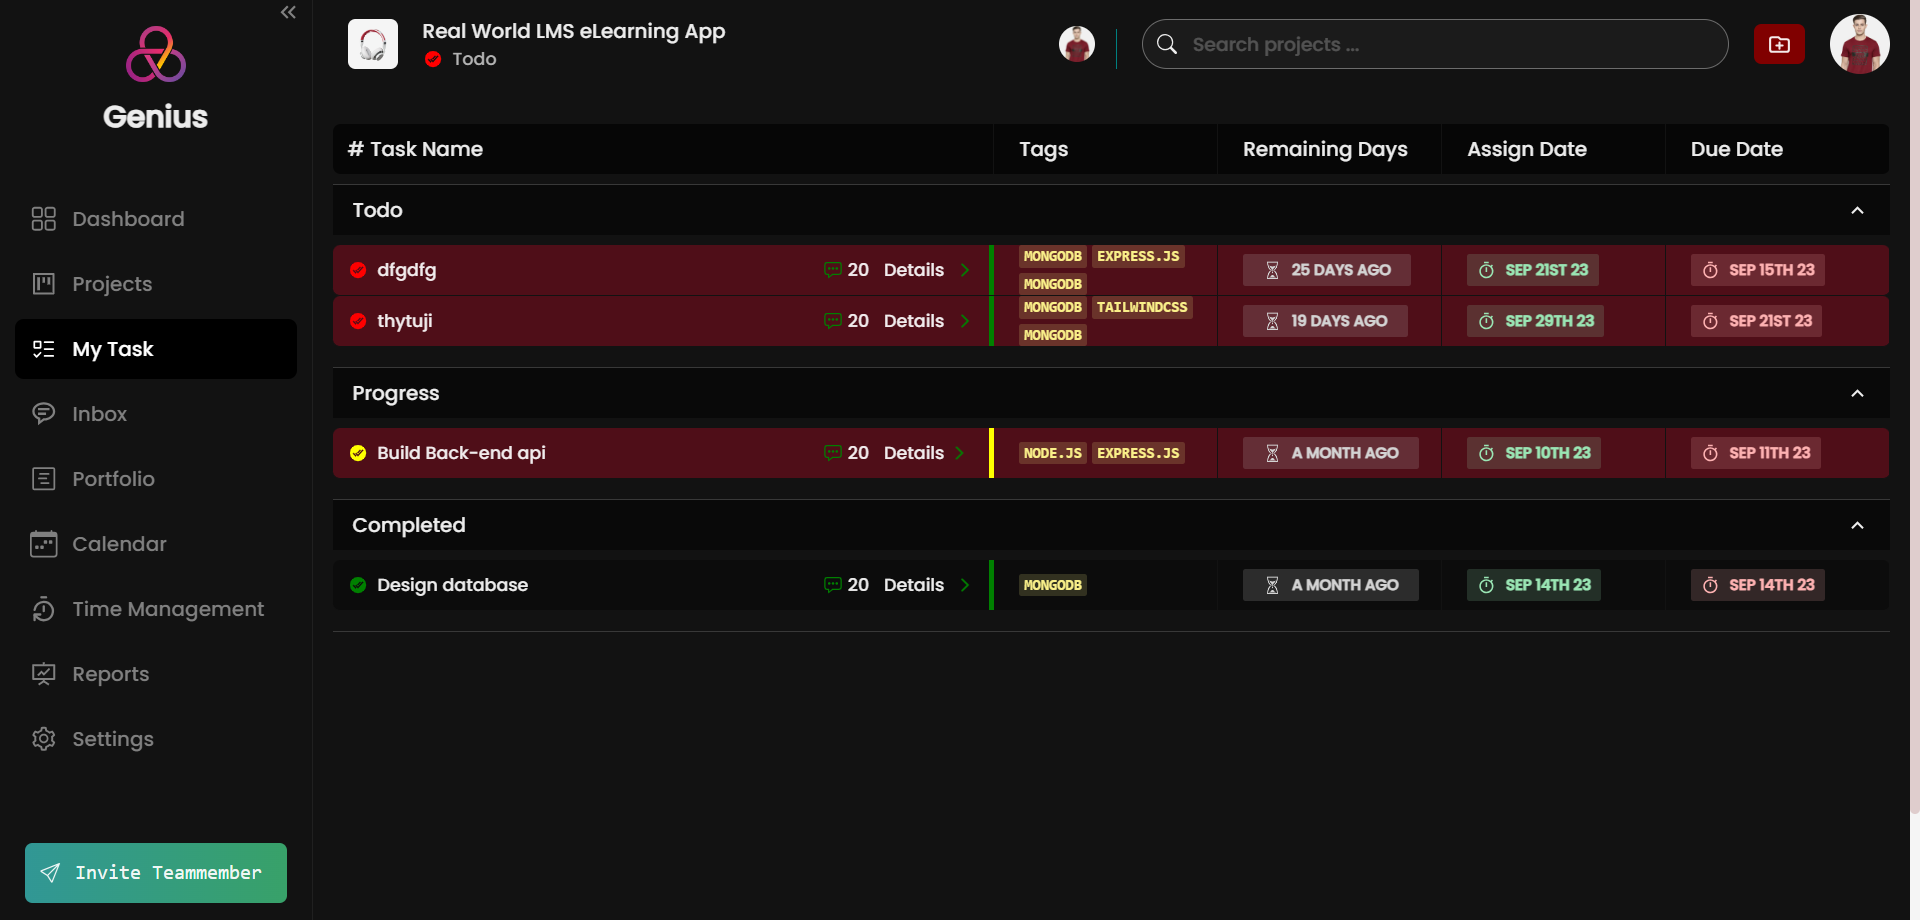 Genius
Dashboard
Projects
My Task
Inbox
Portfolio
Calendar
Time Management
Reports
Settings
Invite Teammember
Real World LMS eLearning App
Todo
Search projects ...
# Task Name Tags Remaining Days Assign Date Due Date
Todo
dfgdfg 20 Details MONGODB EXPRESS.JS MONGODB 25 DAYS AGO SEP 21ST 23 SEP 15TH 23
thytuji 20 Details MONGODB TAILWINDCSS MONGODB 19 DAYS AGO SEP 29TH 23 SEP 21ST 23
Progress
Build Back-end api 20 Details NODE.JS EXPRESS.JS A MONTH AGO SEP 10TH 23 SEP 11TH 23
Completed
Design database 20 Details MONGODB A MONTH AGO SEP 14TH 23 SEP 14TH 23